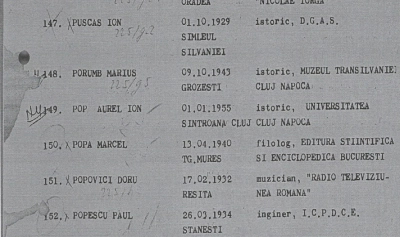 ORADEA "NICOLAE IORGA"
147. PUSCAS ION 01.10.1929 istoric, D.G.A.S.
SIMLEUL
SILVANIEI
148. PORUMB MARIUS 09.10.1943 istoric, MUZEUL TRANSILVANIEI
GROZESTI CLUJ NAPOCA
149. POP AUREL ION 01.01.1955 istoric, UNIVERSITATEA
SINTROANA CLUJ CLUJ NAPOCA
150. POPA MARCEL 13.04.1940 filolog, EDITURA STIINTIFICA
TG.MURES SI ENCICLOPEDICA BUCURESTI
151. POPOVICI DORU 17.02.1932 muzician, "RADIO TELEVIZIU-
RESITA NEA ROMANA"
152. POPESCU PAUL 26.03.1934 inginer, I.C.P.D.C.E.
STANESTI